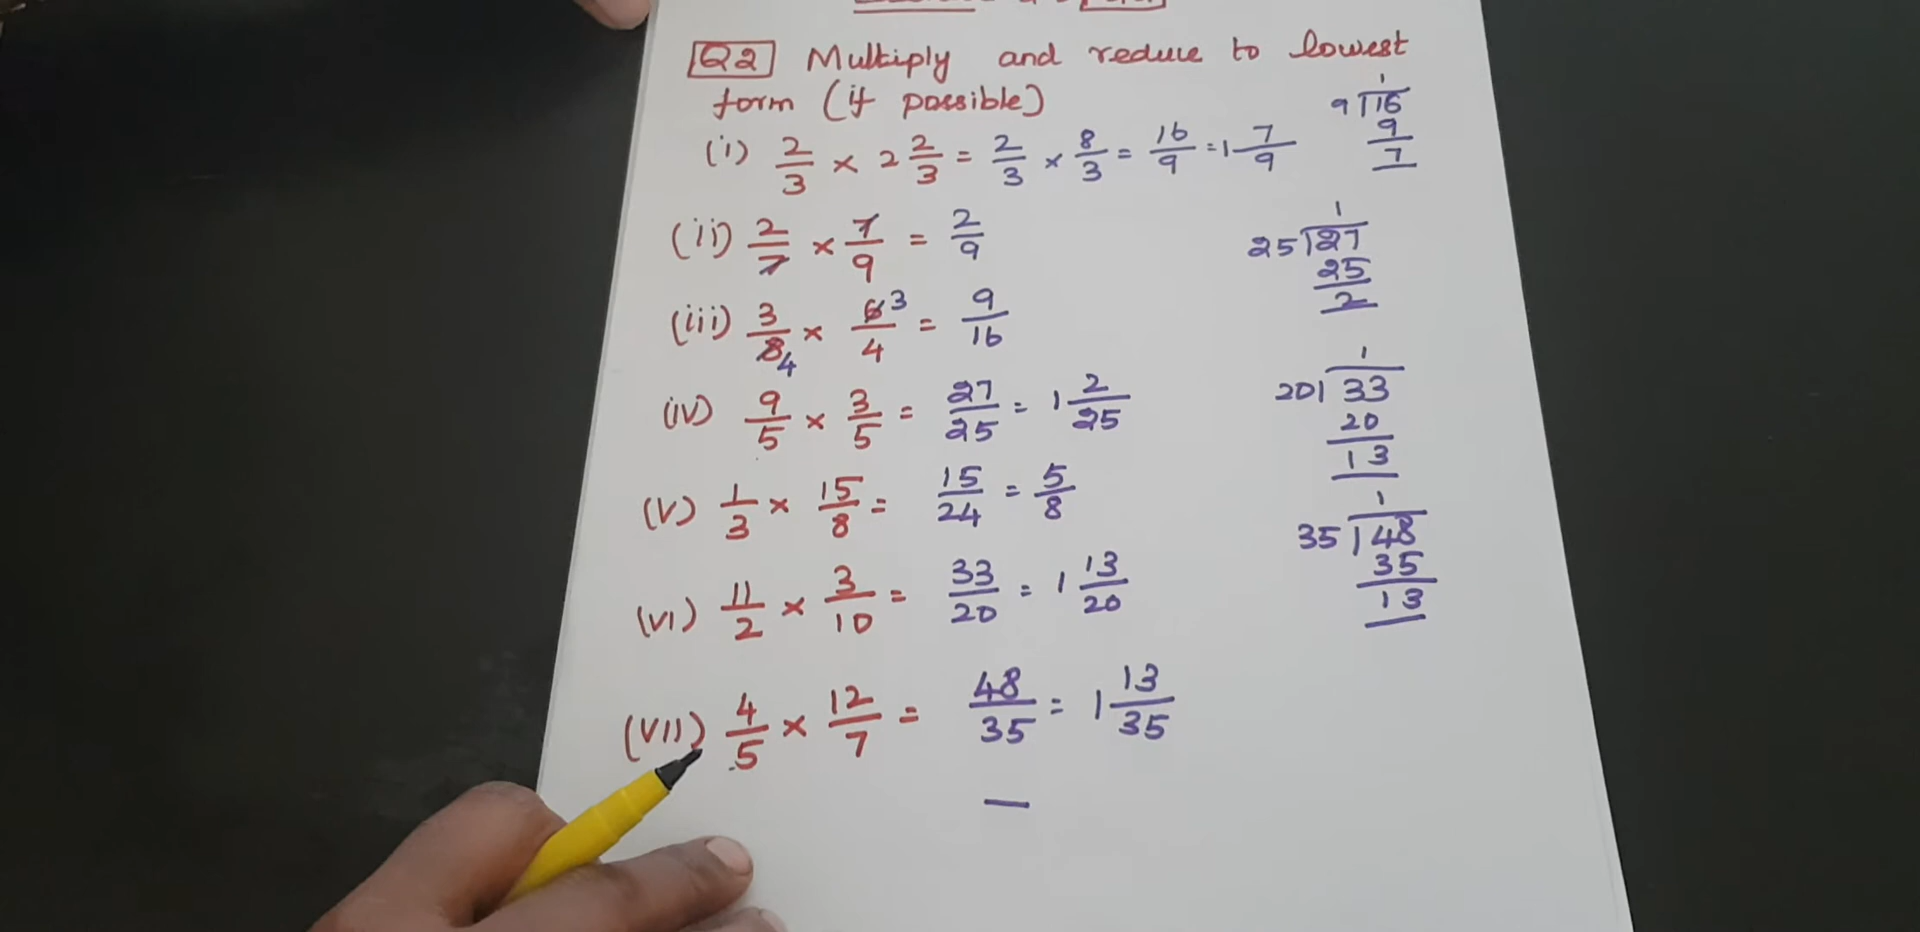 Q2 Multiply and reduce to lowest
form (if possible)
(i) 2/3 × 2 2/3 = 2/3 × 8/3 = 16/9 = 1 7/9
(ii) 2/7 × 7/9 = 2/9
(iii) 3/8 4 × 6 3/4 = 9/16
(iv) 9/5 × 3/5 = 27/25 = 1 2/25
(v) 1/3 × 15/8 = 15/24 = 5/8
(vi) 11/2 × 3/10 = 33/20 = 1 13/20
(vii) 4/5 × 12/7 = 48/35 = 1 13/35
1
9 16
9
7
1
25 27
25
2
1
20 33
20
13
1
35 48
35
13